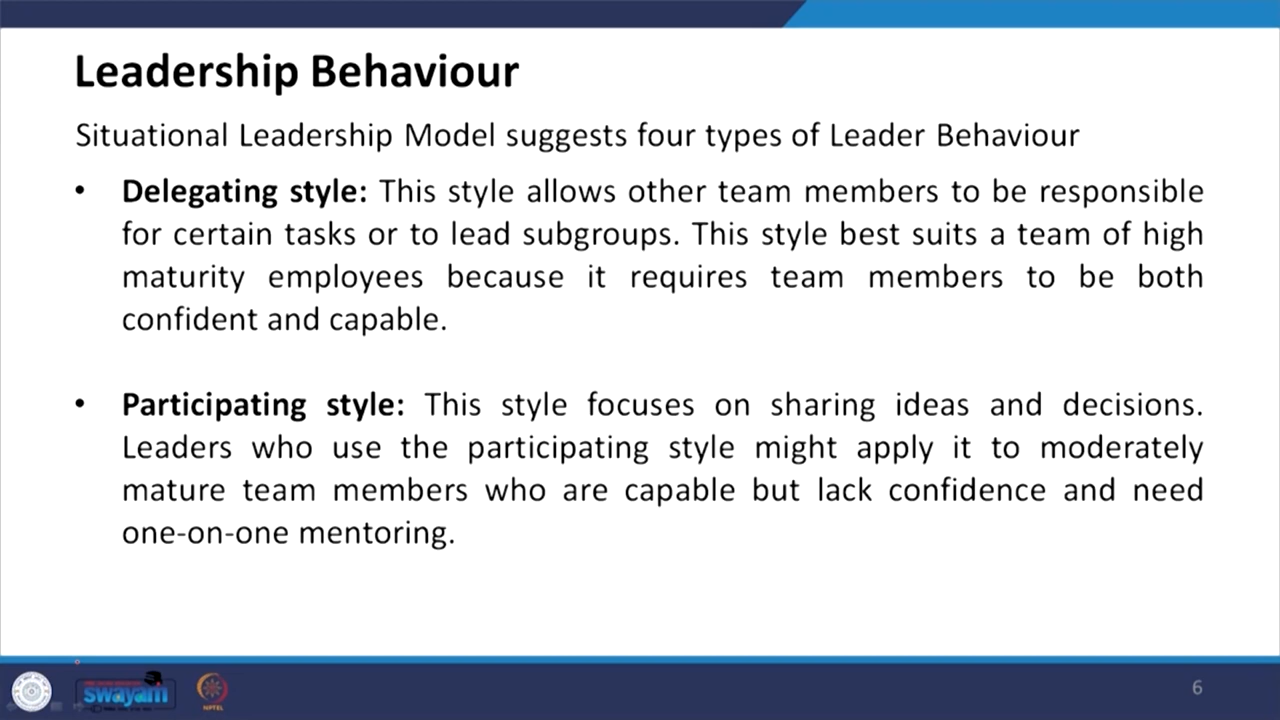 Leadership Behaviour
Situational Leadership Model suggests four types of Leader Behaviour
• Delegating style: This style allows other team members to be responsible
for certain tasks or to lead subgroups. This style best suits a team of high
maturity employees because it requires team members to be both
confident and capable.
• Participating style: This style focuses on sharing ideas and decisions.
Leaders who use the participating style might apply it to moderately
mature team members who are capable but lack confidence and need
one-on-one mentoring.
swayam
NPTEL
6